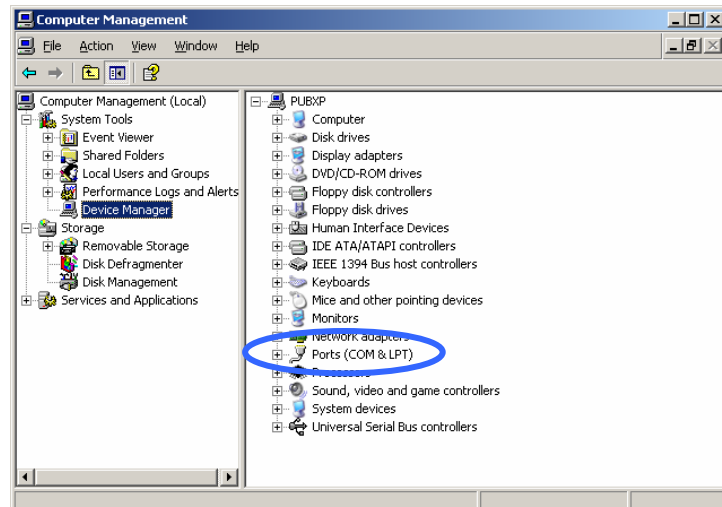 Computer Management
File Action View Window Help
Computer Management (Local)
System Tools
Event Viewer
Shared Folders
Local Users and Groups
Performance Logs and Alerts
Device Manager
Storage
Removable Storage
Disk Defragmenter
Disk Management
Services and Applications
PUBXP
Computer
Disk drives
Display adapters
DVD/CD-ROM drives
Floppy disk controllers
Floppy disk drives
Human Interface Devices
IDE ATA/ATAPI controllers
IEEE 1394 Bus host controllers
Keyboards
Mice and other pointing devices
Monitors
Network adapters
Ports (COM & LPT)
Processors
Sound, video and game controllers
System devices
Universal Serial Bus controllers